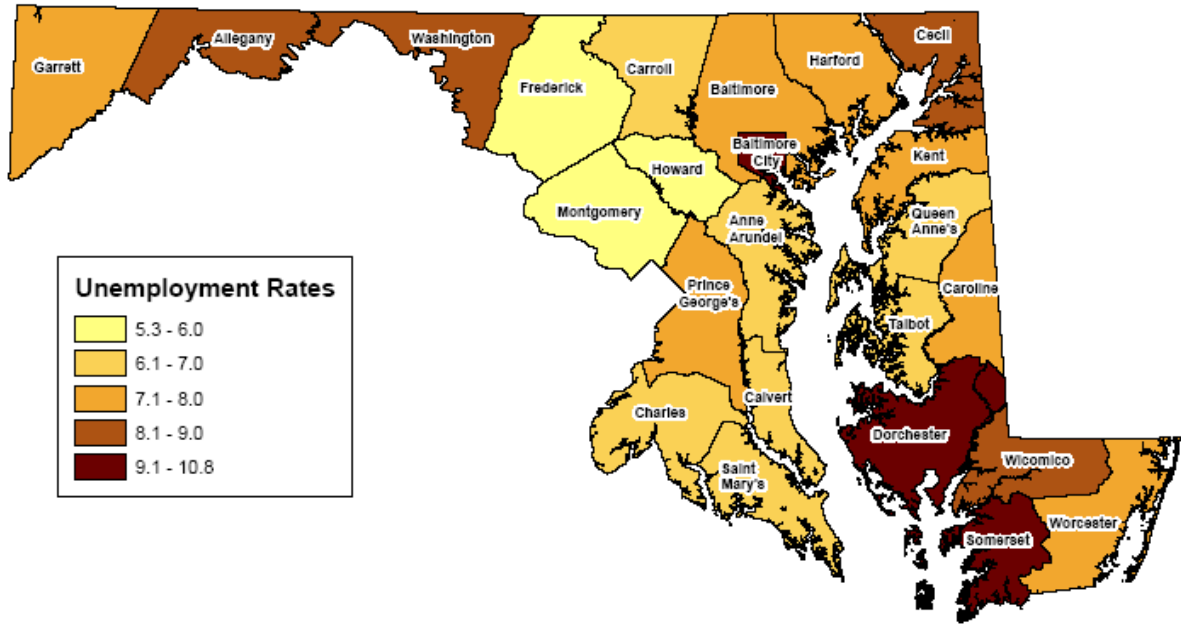 Garrett
Allegany
Washington
Frederick
Carroll
Baltimore
Harford
Cecil
Baltimore
City
Howard
Kent
Montgomery
Anne
Arundel
Queen
Anne's
Prince
George's
Caroline
Talbot
Calvert
Charles
Dorchester
Saint
Mary's
Wicomico
Worcester
Somerset
Unemployment Rates
5.3 - 6.0
6.1 - 7.0
7.1 - 8.0
8.1 - 9.0
9.1 - 10.8